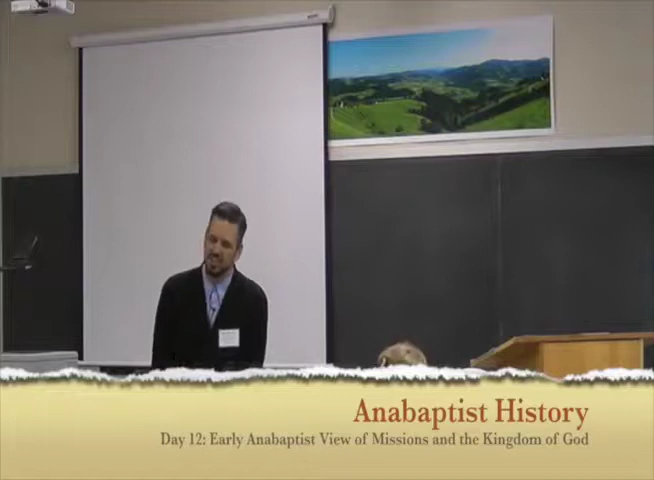 Anabaptist History
Day 12: Early Anabaptist View of Missions and the Kingdom of God